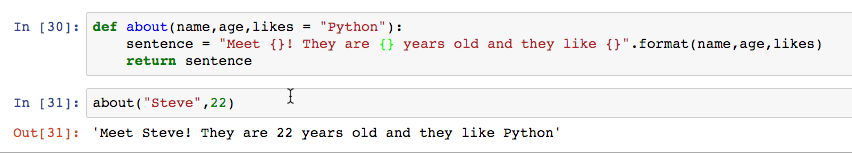 In [30]: def about(name,age,likes = "Python"):
    sentence = "Meet {}! They are {} years old and they like {}".format(name,age,likes)
    return sentence
In [31]: about("Steve",22)
Out[31]: 'Meet Steve! They are 22 years old and they like Python'